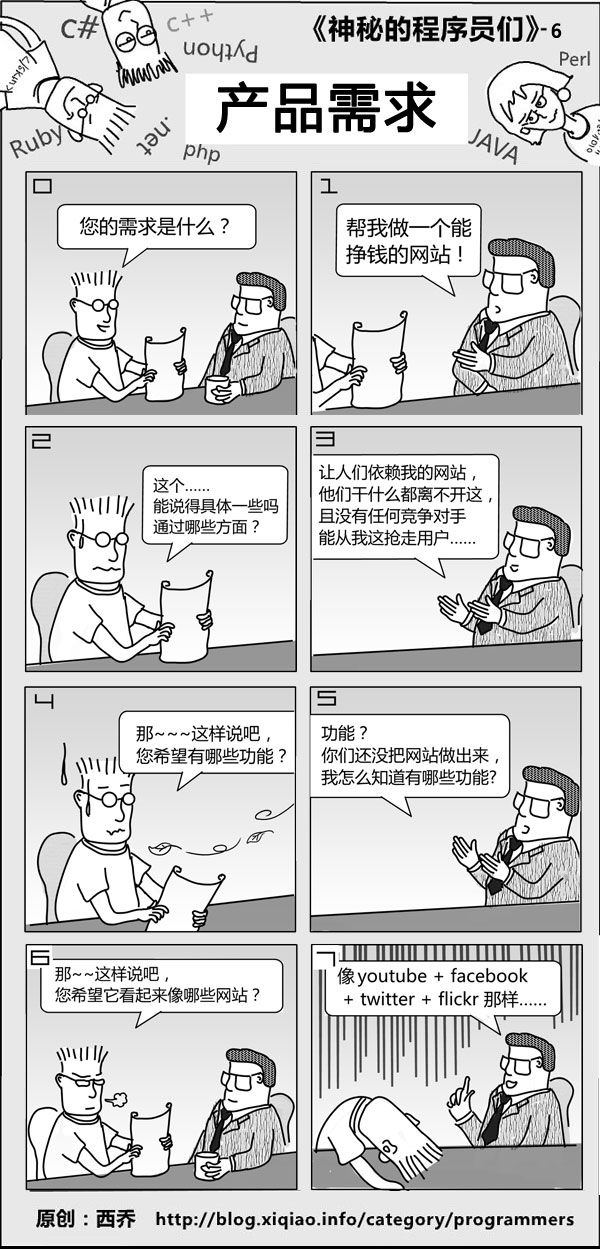 《神秘的程序员们》-6
C#
C++
Python
Perl
产品需求
Ruby
.net
php
JAVA
0
您的需求是什么？
1
帮我做一个能
挣钱的网站！
2
这个……
能说得具体一些吗
通过哪些方面？
3
让人们依赖我的网站，
他们干什么都离不开这，
且没有任何竞争对手
能从我这抢走用户……
4
那~~~这样说吧，
您希望有哪些功能？
5
功能？
你们还没把网站做出来，
我怎么知道有哪些功能?
6
那~~这样说吧，
您希望它看起来像哪些网站？
7
像youtube + facebook
+ twitter + flickr 那样……
原创：西乔 http://blog.xiqiao.info/category/programmers